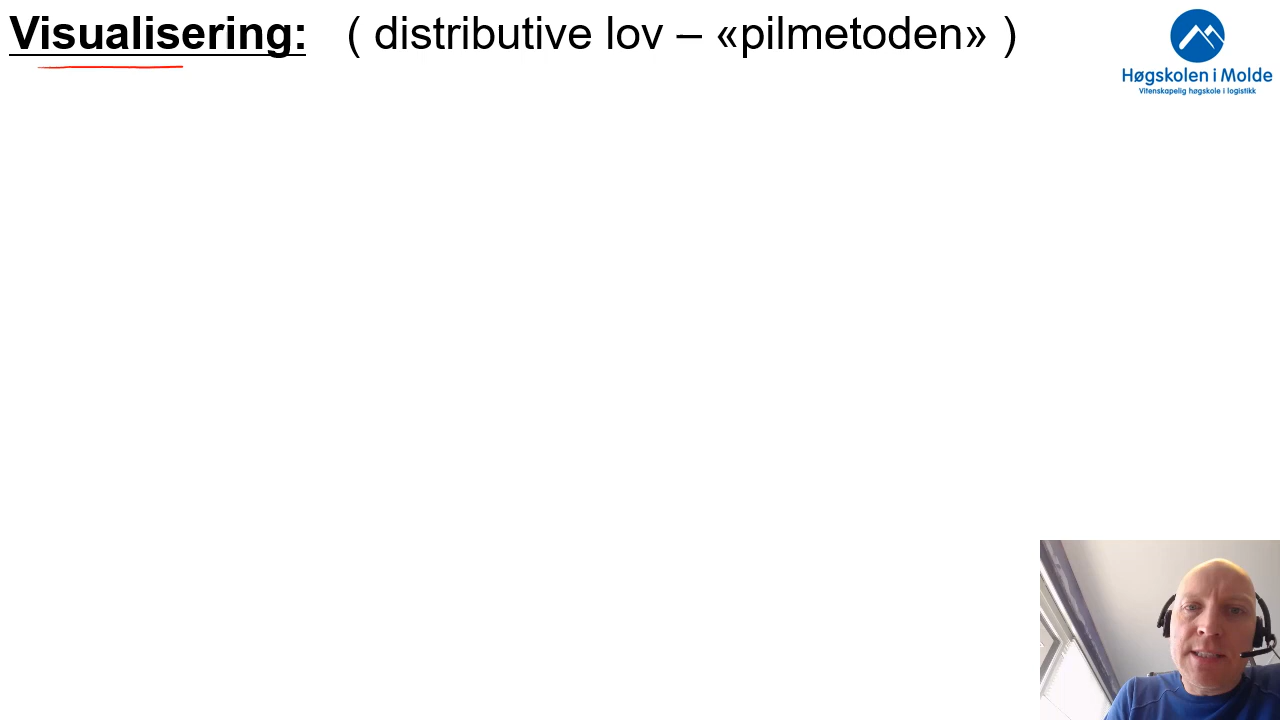 Visualisering: ( distributive lov – «pilmetoden» )
Høgskolen i Molde
Vitenskapelig høgskole i logistikk